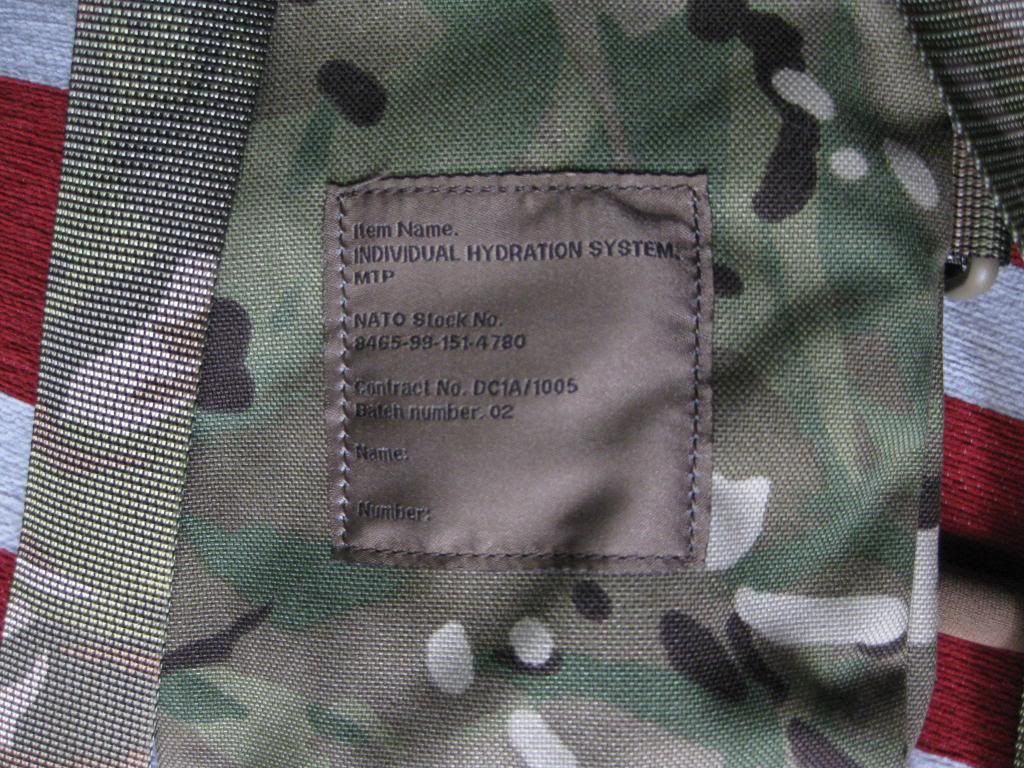 Item Name.
INDIVIDUAL HYDRATION SYSTEM,
MTP
NATO Stock No.
8465-99-151-4780
Contract No. DC1A/1005
Batch number. 02
Name:
Number: